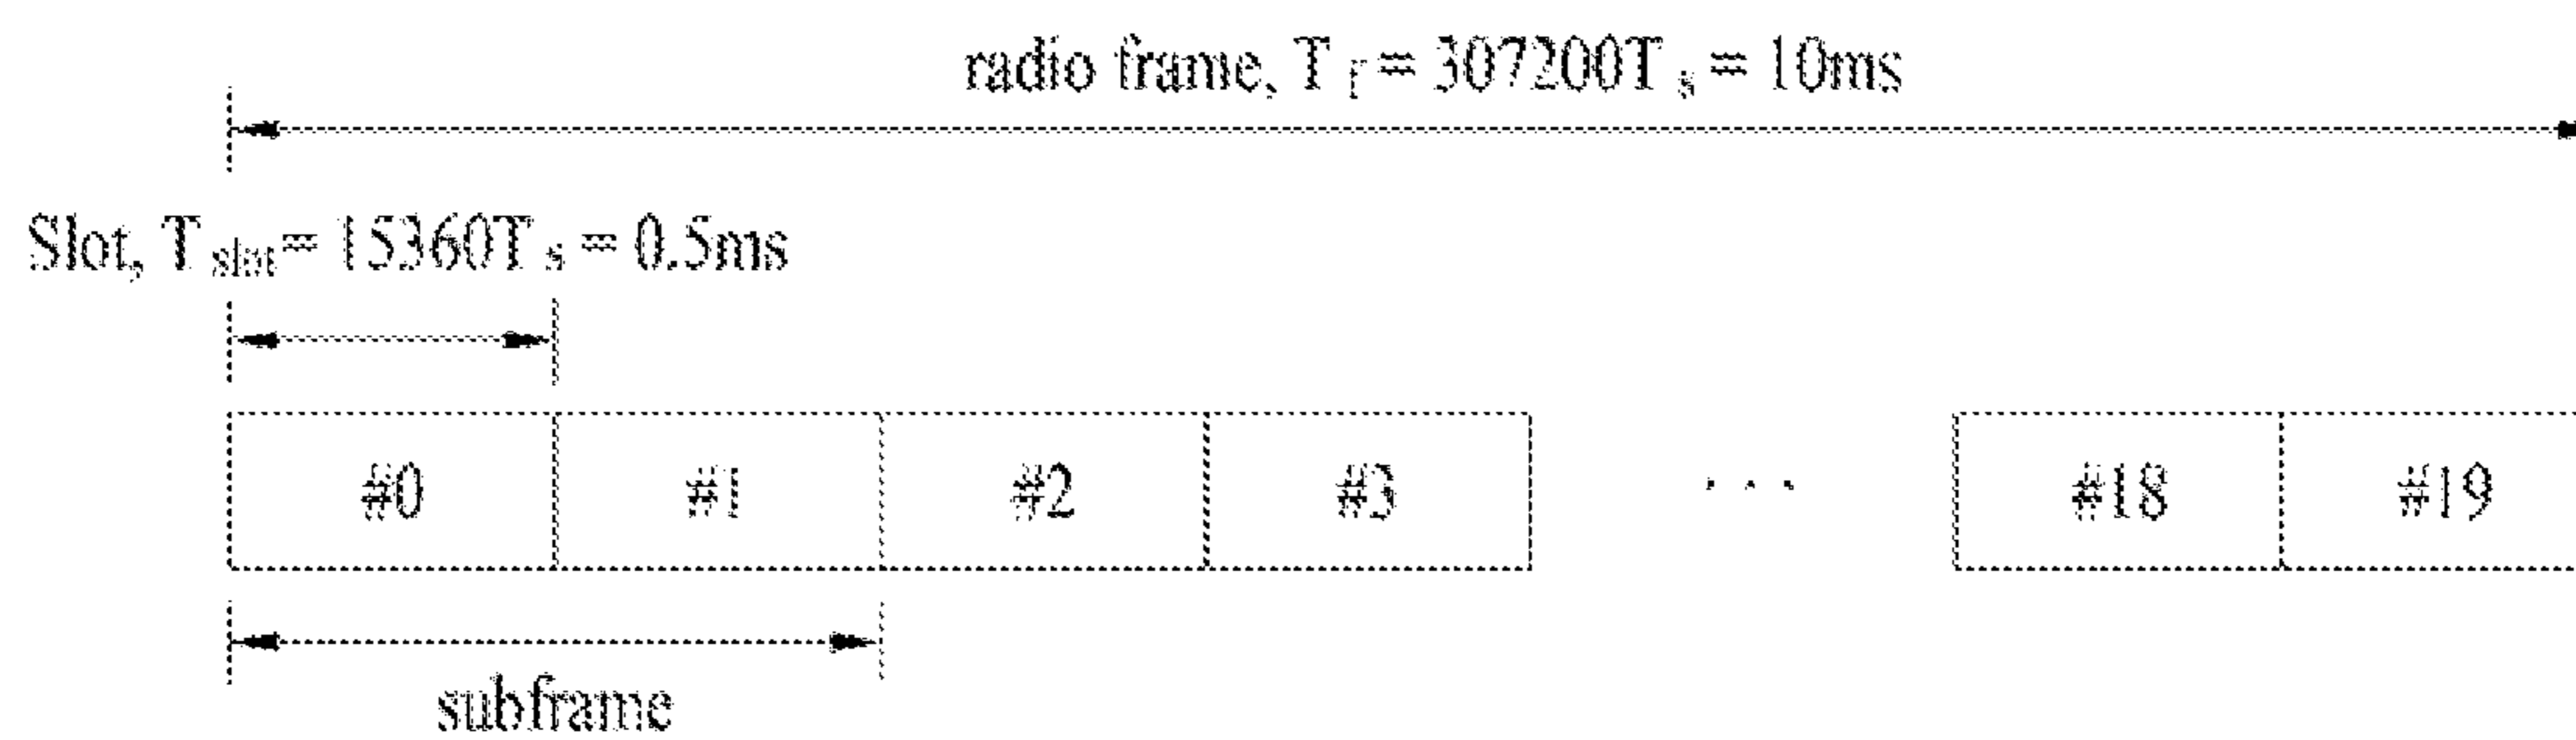 radio frame, T f = 307200T s = 10ms
Slot, T slot = 15360T s = 0.5ms
#0 #1 #2 #3 · · · #18 #19
subframe